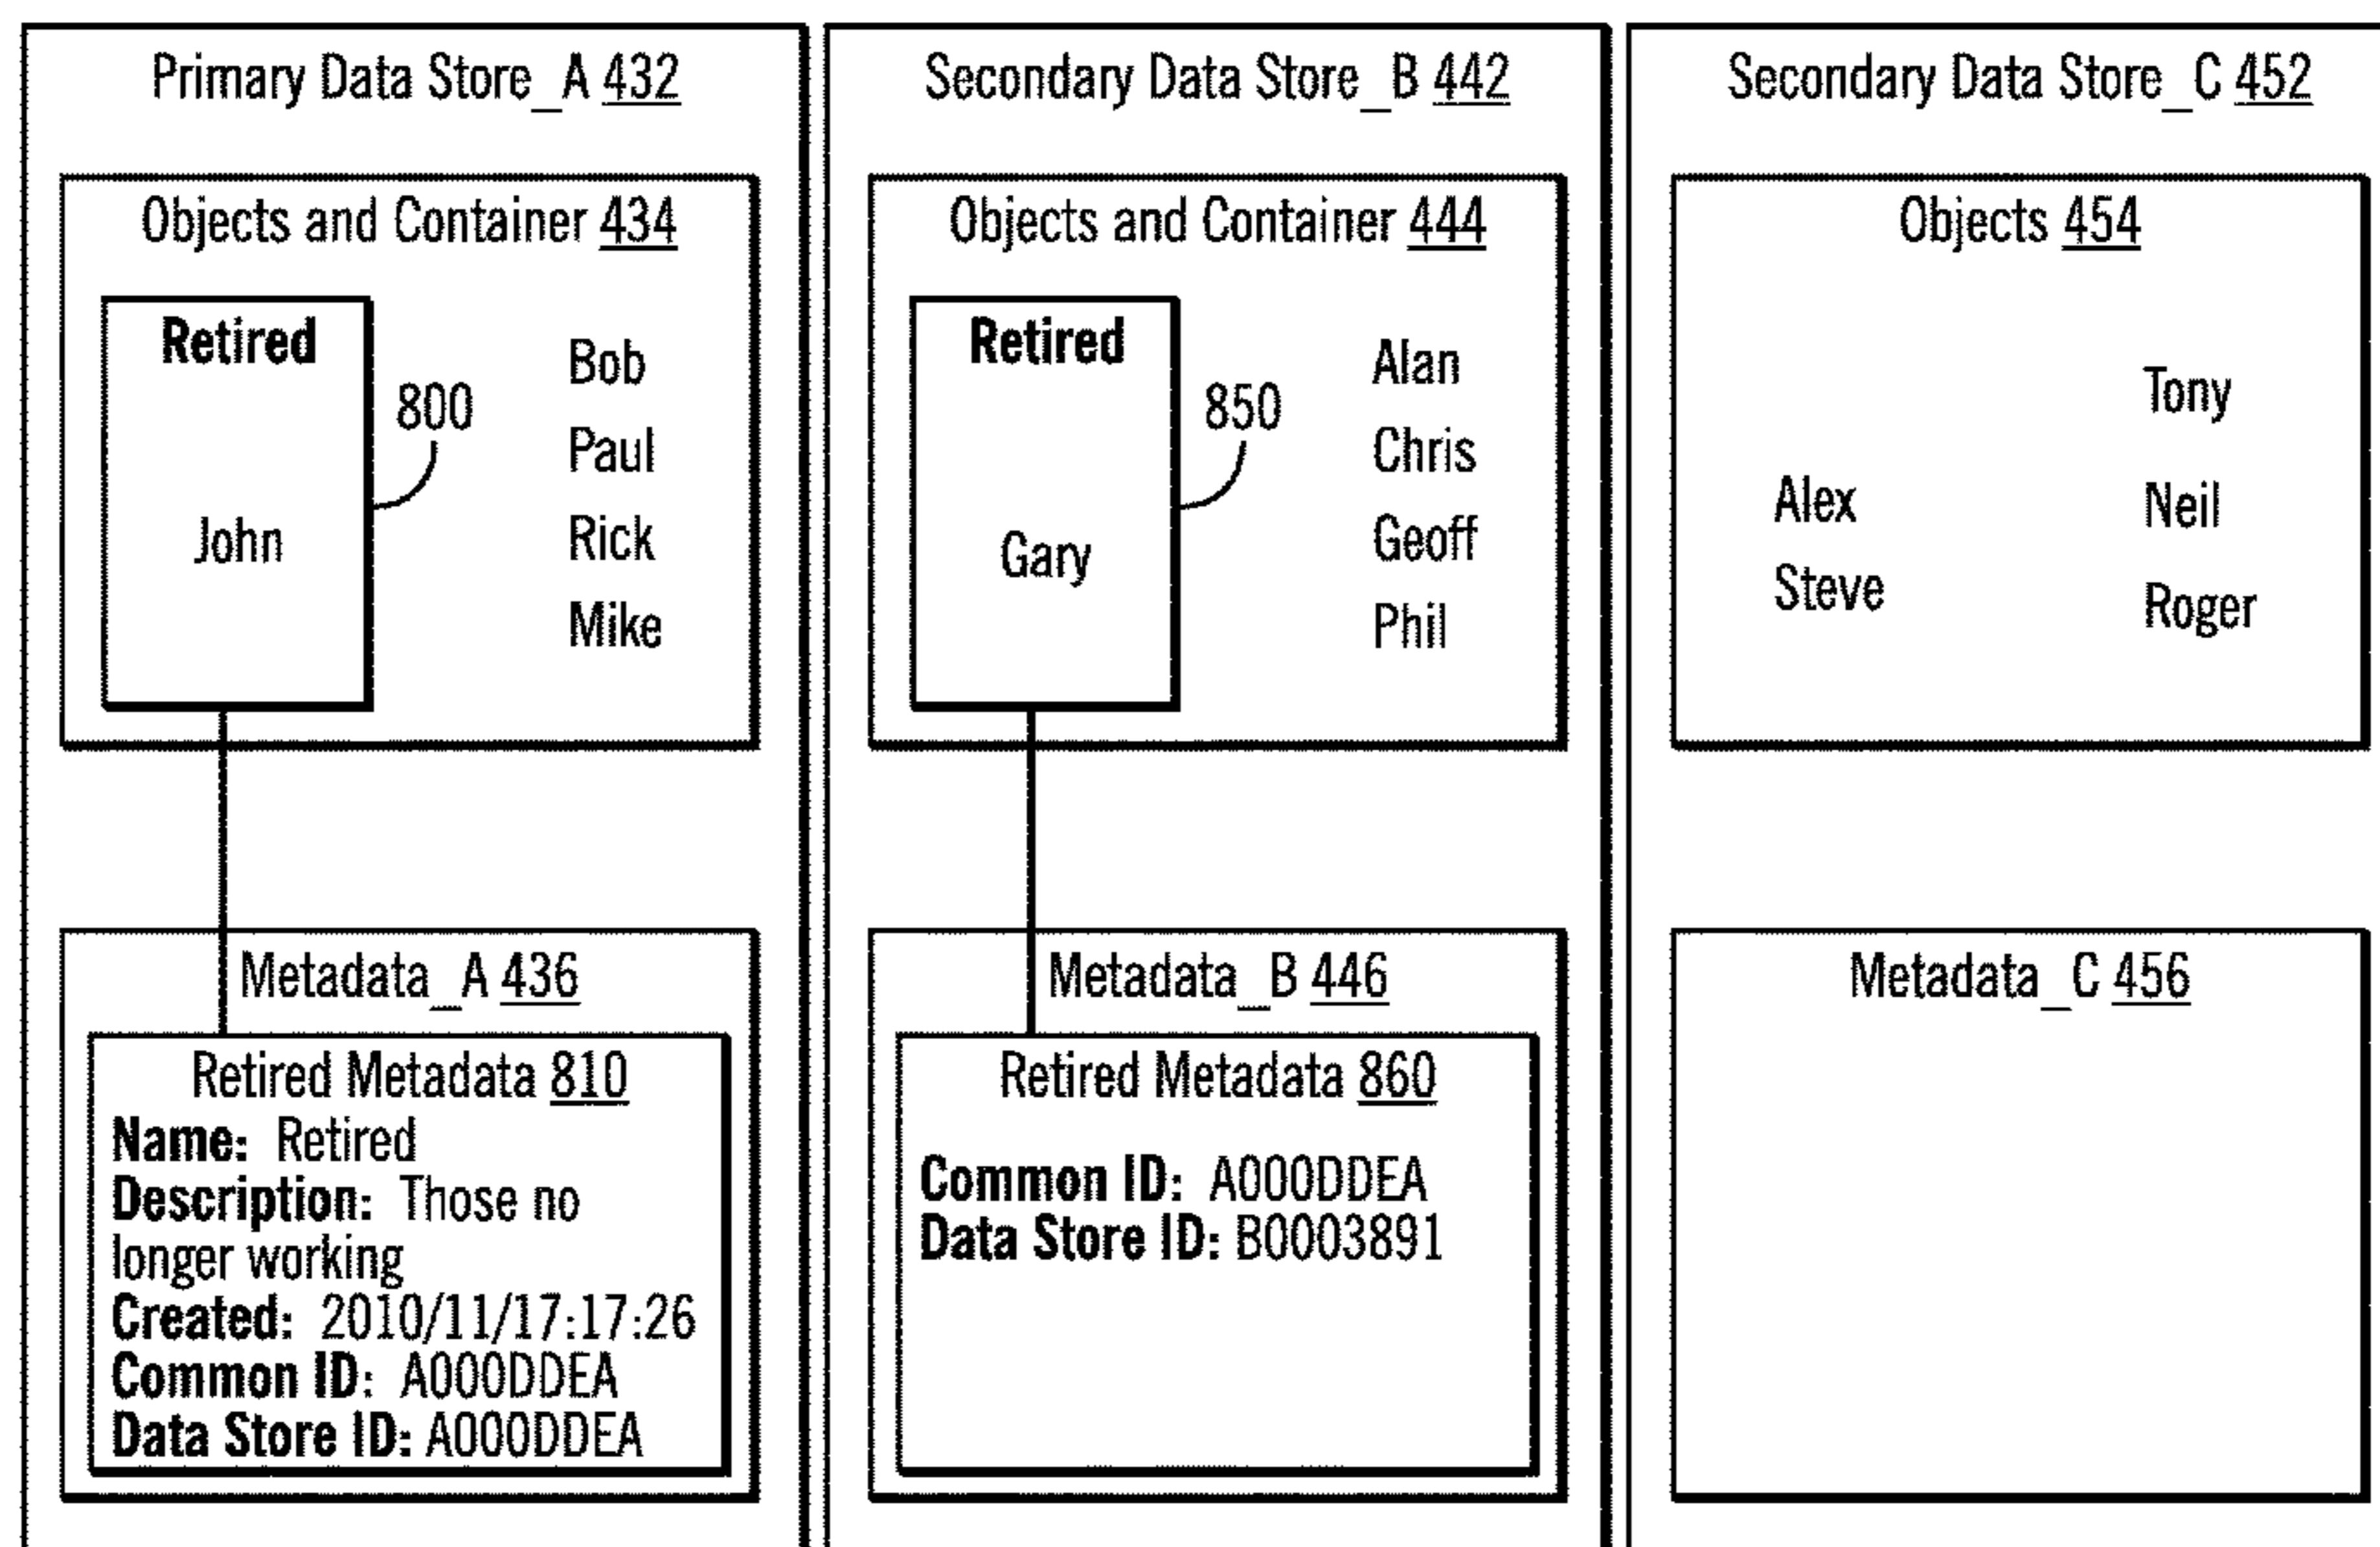 Primary Data Store_A 432
Objects and Container 434
Retired
800
John
Bob
Paul
Rick
Mike
Metadata_A 436
Retired Metadata 810
Name: Retired
Description: Those no
longer working
Created: 2010/11/17:17:26
Common ID: A000DDEA
Data Store ID: A000DDEA
Secondary Data Store_B 442
Objects and Container 444
Retired
850
Gary
Alan
Chris
Geoff
Phil
Metadata_B 446
Retired Metadata 860
Common ID: A000DDEA
Data Store ID: B0003891
Secondary Data Store_C 452
Objects 454
Alex
Steve
Tony
Neil
Roger
Metadata_C 456